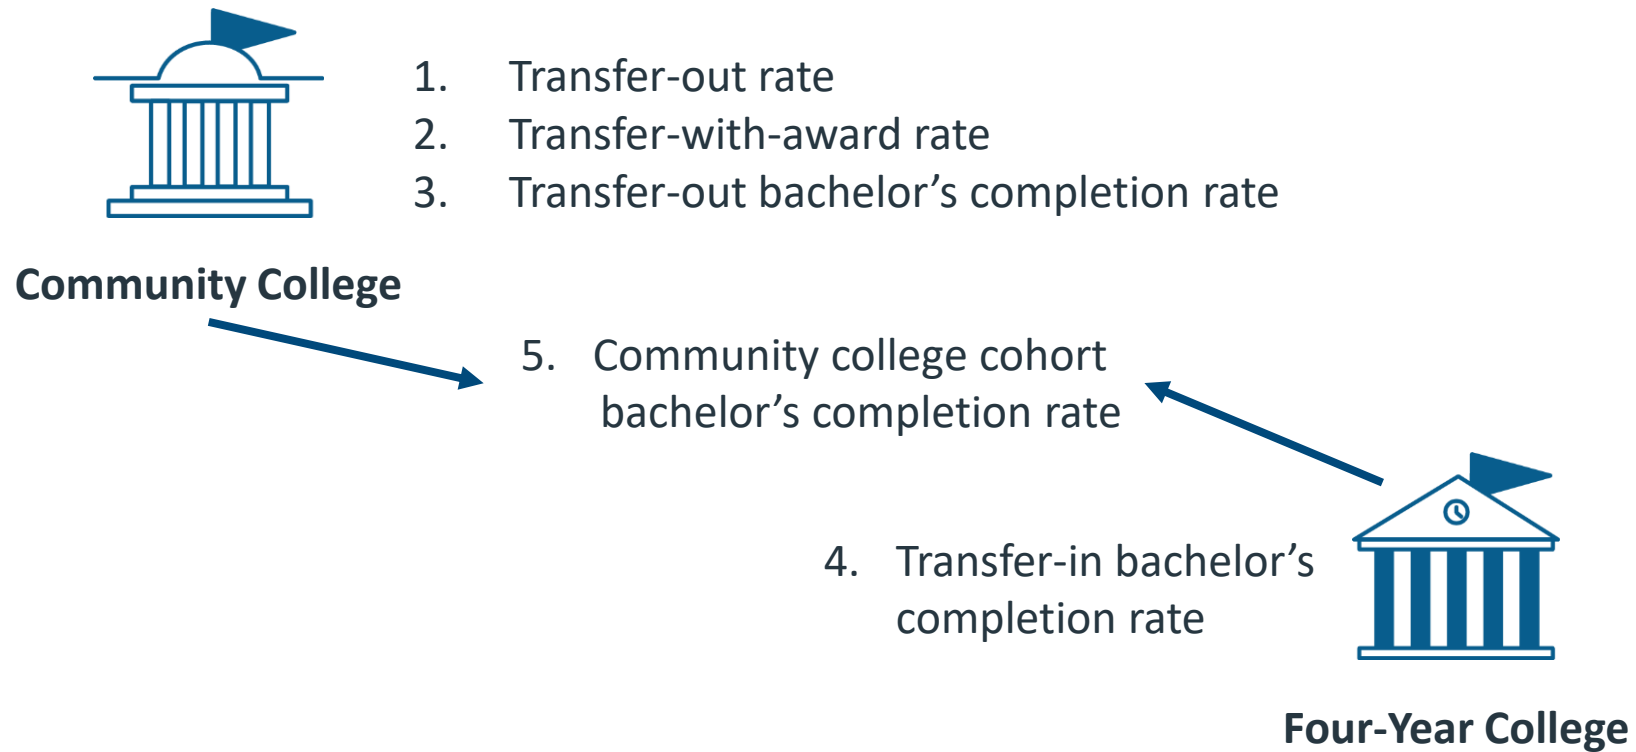 1. Transfer-out rate
2. Transfer-with-award rate
3. Transfer-out bachelor’s completion rate
Community College
5. Community college cohort
bachelor’s completion rate
4. Transfer-in bachelor’s
completion rate
Four-Year College